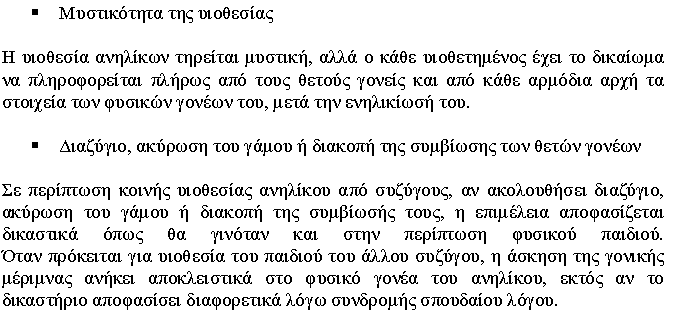 ▪ Μυστικότητα της υιοθεσίας
Η υιοθεσία ανηλίκων τηρείται μυστική, αλλά ο κάθε υιοθετημένος έχει το δικαίωμα
να πληροφορείται πλήρως από τους θετούς γονείς και από κάθε αρμόδια αρχή τα
στοιχεία των φυσικών γονέων του, μετά την ενηλικίωσή του.
▪ Διαζύγιο, ακύρωση του γάμου ή διακοπή της συμβίωσης των θετών γονέων
Σε περίπτωση κοινής υιοθεσίας ανηλίκου από συζύγους, αν ακολουθήσει διαζύγιο,
ακύρωση του γάμου ή διακοπή της συμβίωσής τους, η επιμέλεια αποφασίζεται
δικαστικά όπως θα γινόταν και στην περίπτωση φυσικού παιδιού.
Όταν πρόκειται για υιοθεσία του παιδιού του άλλου συζύγου, η άσκηση της γονικής
μέριμνας ανήκει αποκλειστικά στο φυσικό γονέα του ανηλίκου, εκτός αν το
δικαστήριο αποφασίσει διαφορετικά λόγω συνδρομής σπουδαίου λόγου.